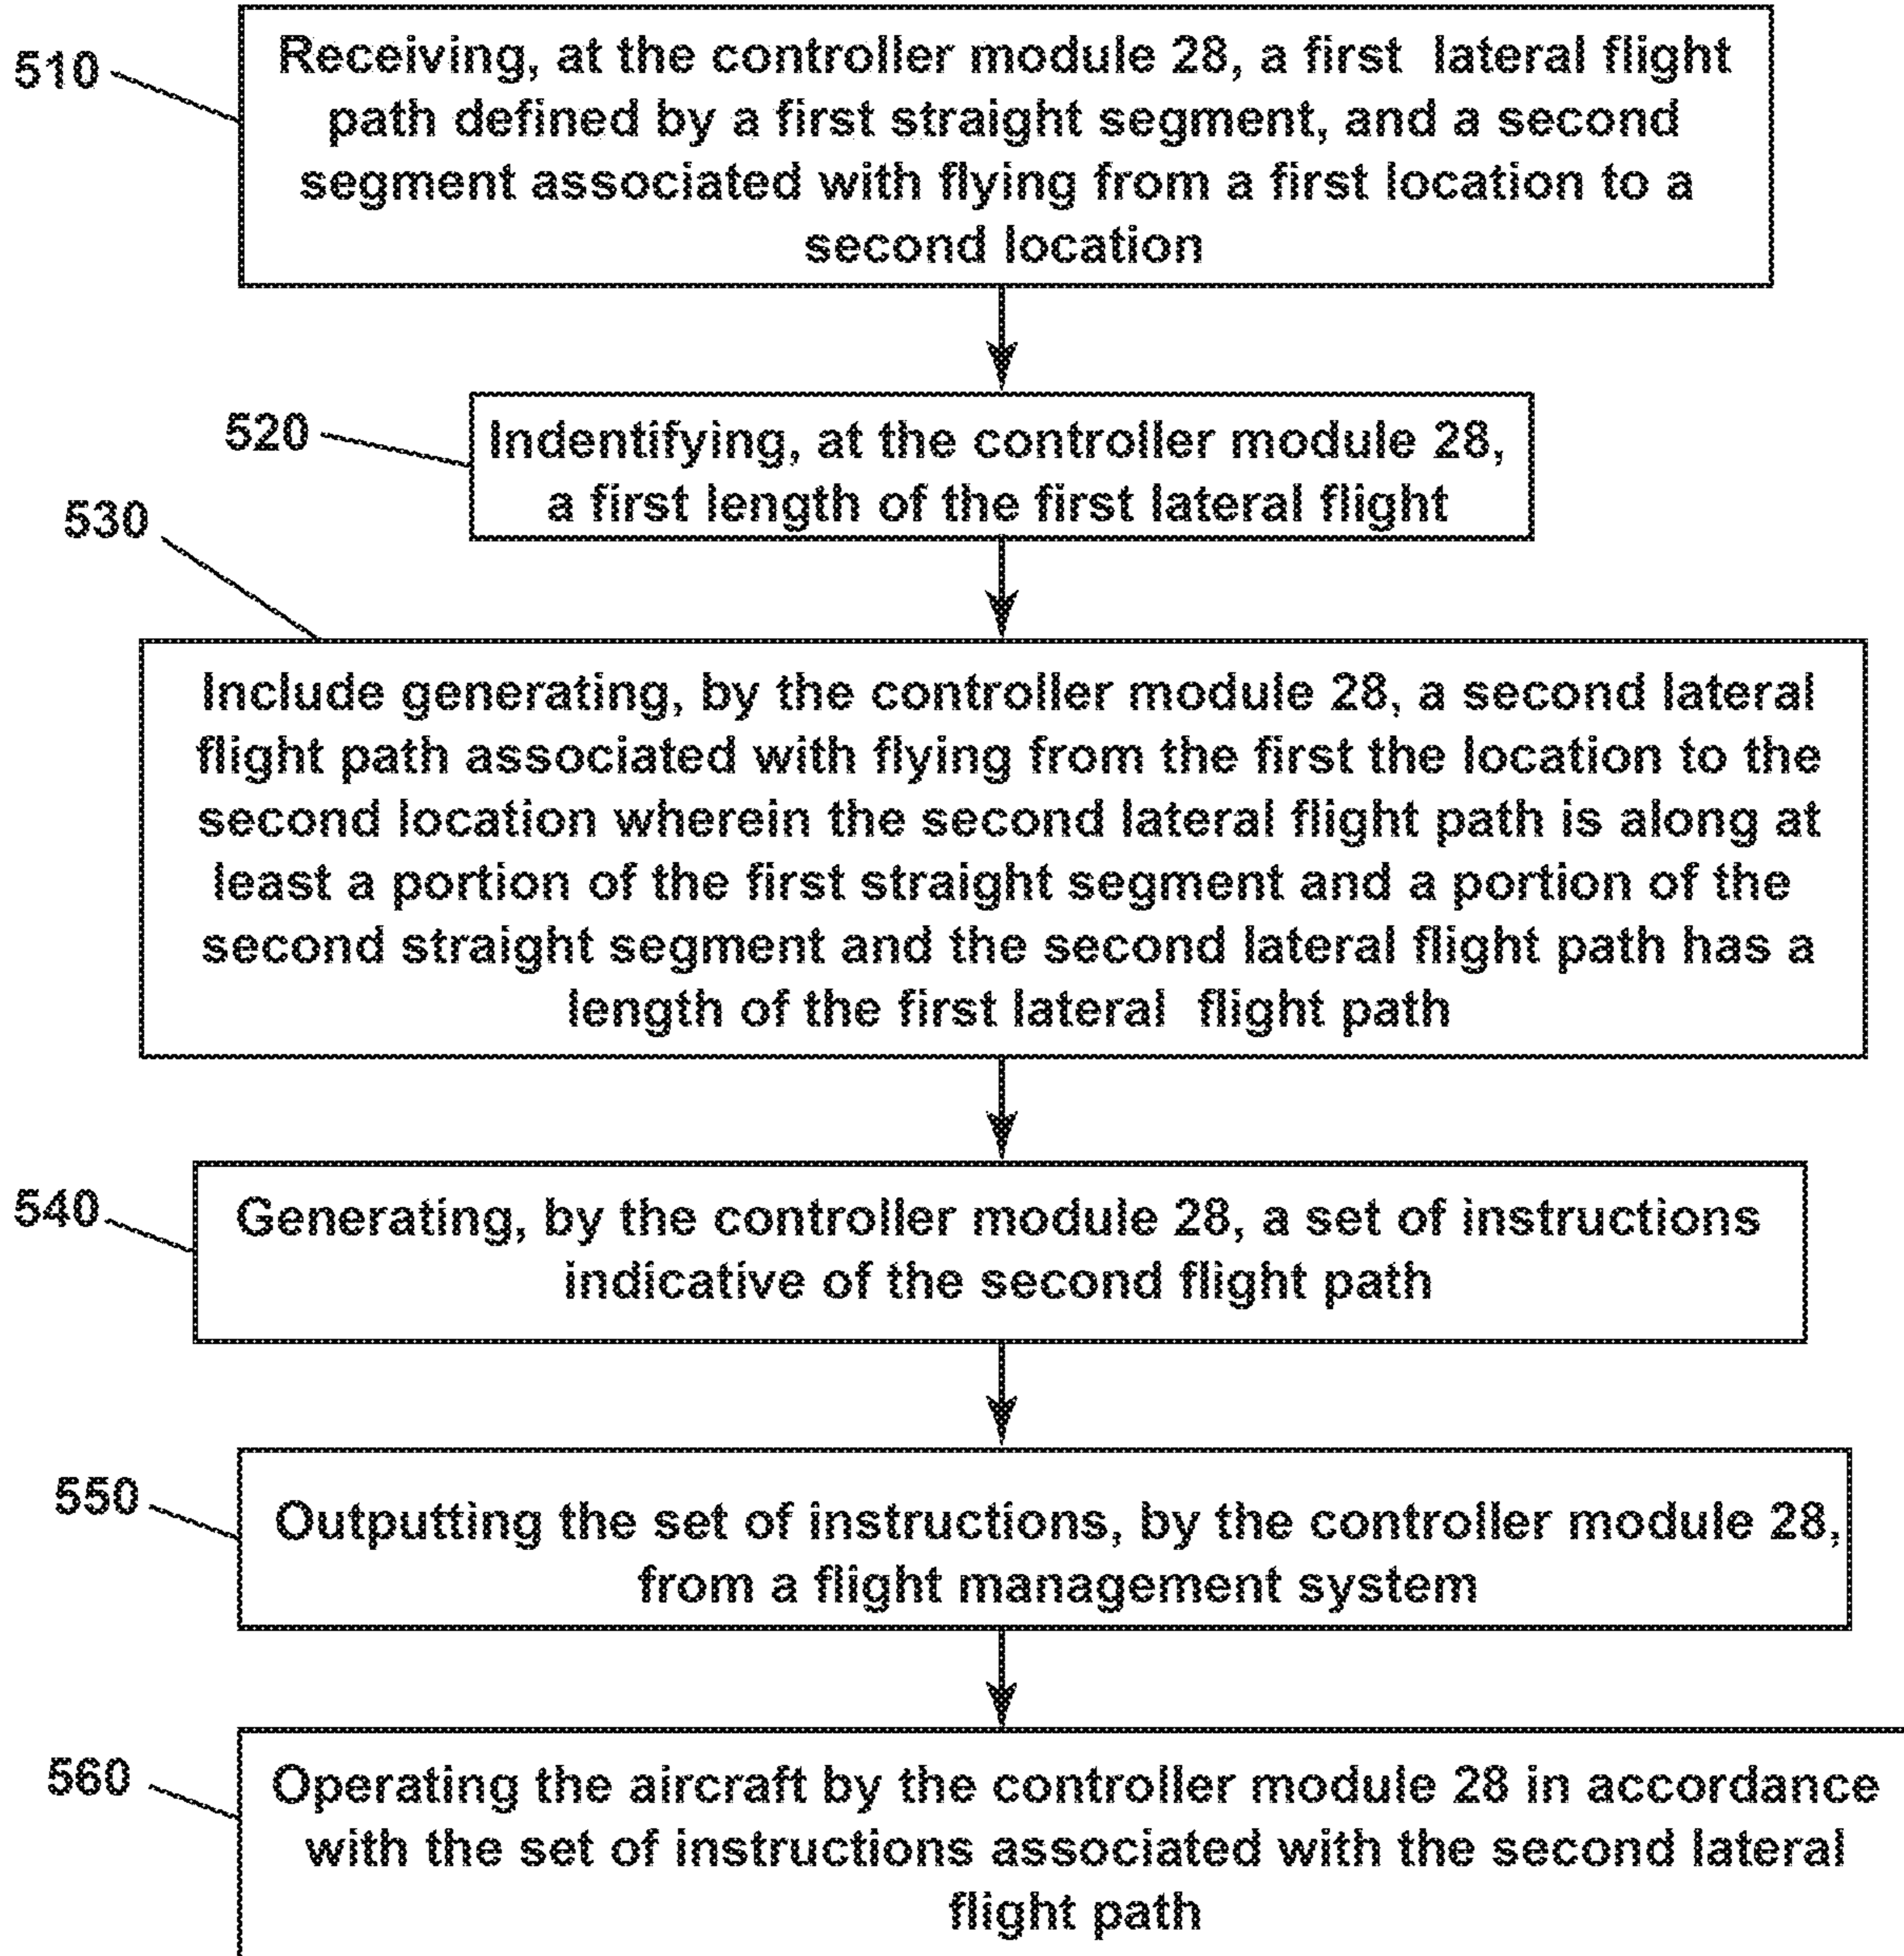 510
Receiving, at the controller module 28, a first lateral flight
path defined by a first straight segment, and a second
segment associated with flying from a first location to a
second location
520
Indentifying, at the controller module 28,
a first length of the first lateral flight
530
Include generating, by the controller module 28, a second lateral
flight path associated with flying from the first the location to the
second location wherein the second lateral flight path is along at
least a portion of the first straight segment and a portion of the
second straight segment and the second lateral flight path has a
length of the first lateral flight path
540
Generating, by the controller module 28, a set of instructions
indicative of the second flight path
550
Outputting the set of instructions, by the controller module 28,
from a flight management system
560
Operating the aircraft by the controller module 28 in accordance
with the set of instructions associated with the second lateral
flight path